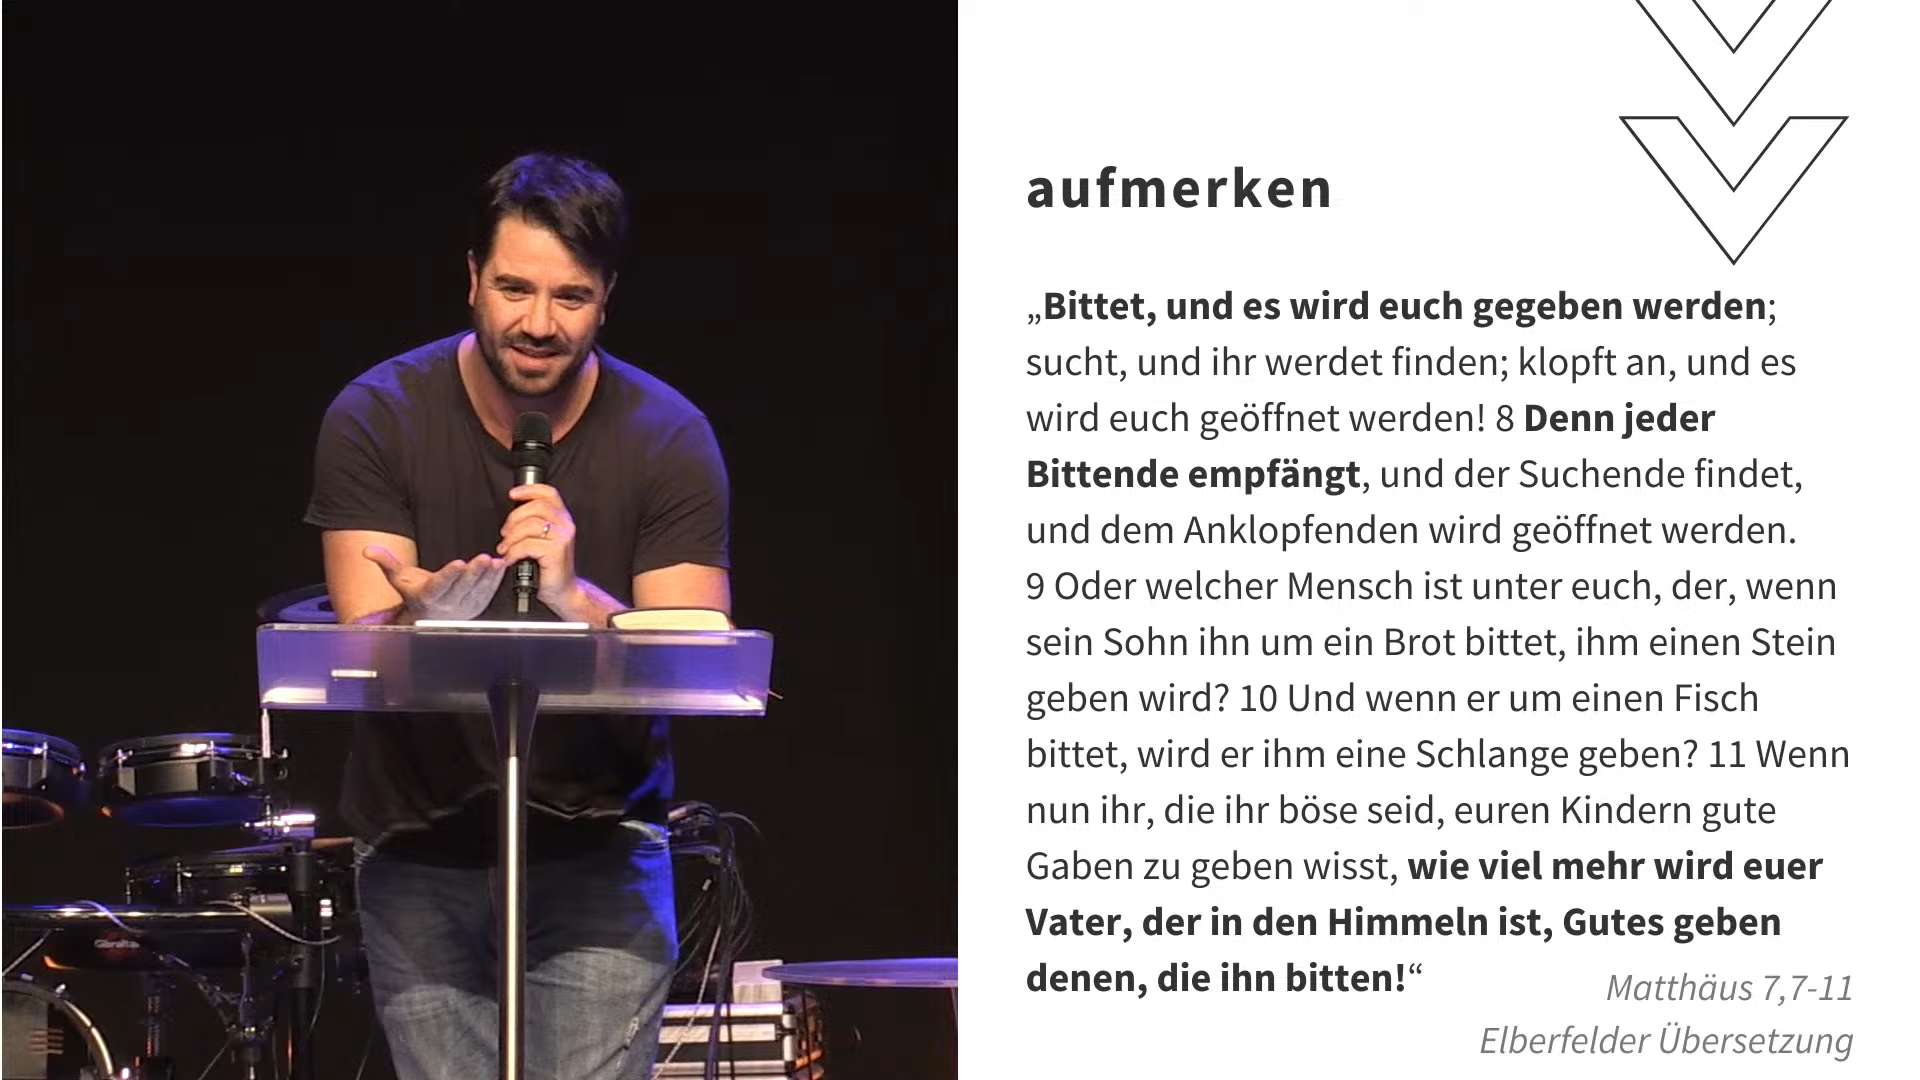 aufmerken
„Bittet, und es wird euch gegeben werden;
sucht, und ihr werdet finden; klopft an, und es
wird euch geöffnet werden! 8 Denn jeder
Bittende empfängt, und der Suchende findet,
und dem Anklopfenden wird geöffnet werden.
9 Oder welcher Mensch ist unter euch, der, wenn
sein Sohn ihn um ein Brot bittet, ihm einen Stein
geben wird? 10 Und wenn er um einen Fisch
bittet, wird er ihm eine Schlange geben? 11 Wenn
nun ihr, die ihr böse seid, euren Kindern gute
Gaben zu geben wisst, wie viel mehr wird euer
Vater, der in den Himmeln ist, Gutes geben
denen, die ihn bitten!“
Matthäus 7,7-11
Elberfelder Übersetzung
Gibraltar